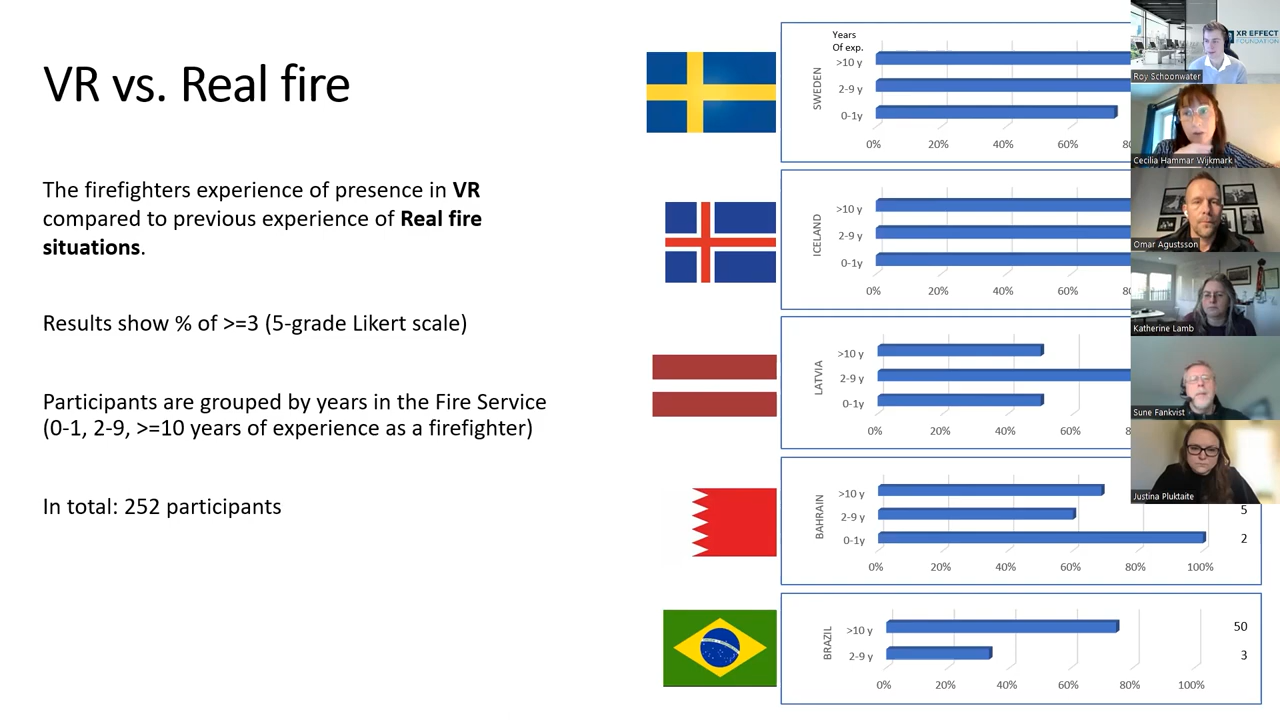 VR vs. Real fire
The firefighters experience of presence in VR
compared to previous experience of Real fire
situations.
Results show % of >=3 (5-grade Likert scale)
Participants are grouped by years in the Fire Service
(0-1, 2-9, >=10 years of experience as a firefighter)
In total: 252 participants
Years
Of exp.
SWEDEN
>10 y
2-9 y
0-1y
0% 20% 40% 60% 80
ICELAND
>10 y
2-9 y
0-1y
0% 20% 40% 60% 80
LATVIA
>10 y
2-9 y
0-1y
0% 20% 40% 60% 8
BAHRAIN
>10 y
2-9 y 5
0-1y 2
0% 20% 40% 60% 80% 100%
BRAZIL
>10 y 50
2-9 y 3
0% 20% 40% 60% 80% 100%
XR EFFECT
FOUNDATION
Roy Schoonwater
Cecilia Hammar Wijkmark
Omar Agustsson
Katherine Lamb
Sune Fankvist
Justina Pluktaite